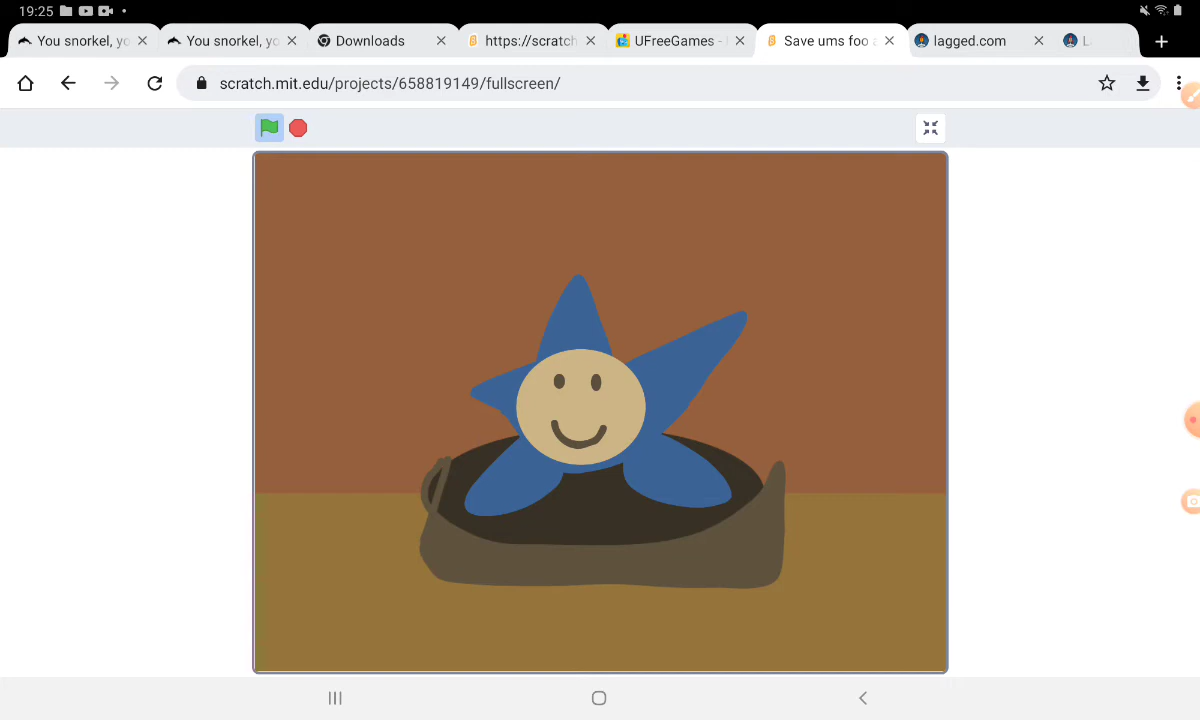 19:25
You snorkel, yo
You snorkel, yo
Downloads
https://scratch
UFreeGames -
Save ums foo a
lagged.com
L
scratch.mit.edu/projects/658819149/fullscreen/